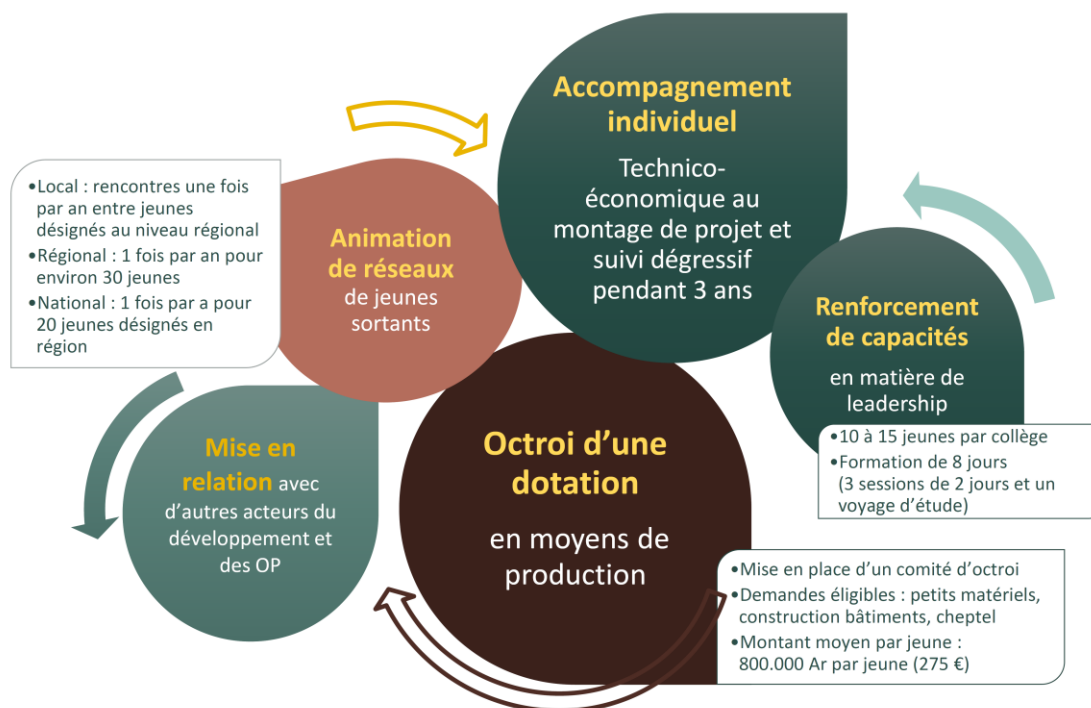 Accompagnement
individuel
Technico-
économique au
montage de projet et
suivi dégressif
pendant 3 ans
•Local : rencontres une fois
par an entre jeunes
désignés au niveau régional
•Régional : 1 fois par an pour
environ 30 jeunes
•National : 1 fois par a pour
20 jeunes désignés en
région
Animation
de réseaux
de jeunes
sortants
Renforcement
de capacités
en matière de
leadership
•10 à 15 jeunes par collège
•Formation de 8 jours
(3 sessions de 2 jours et un
voyage d’étude)
Mise en
relation avec
d’autres acteurs du
développement et
des OP
Octroi d’une
dotation
en moyens de
production
•Mise en place d’un comité d’octroi
•Demandes éligibles : petits matériels,
construction bâtiments, cheptel
•Montant moyen par jeune :
800.000 Ar par jeune (275 €)